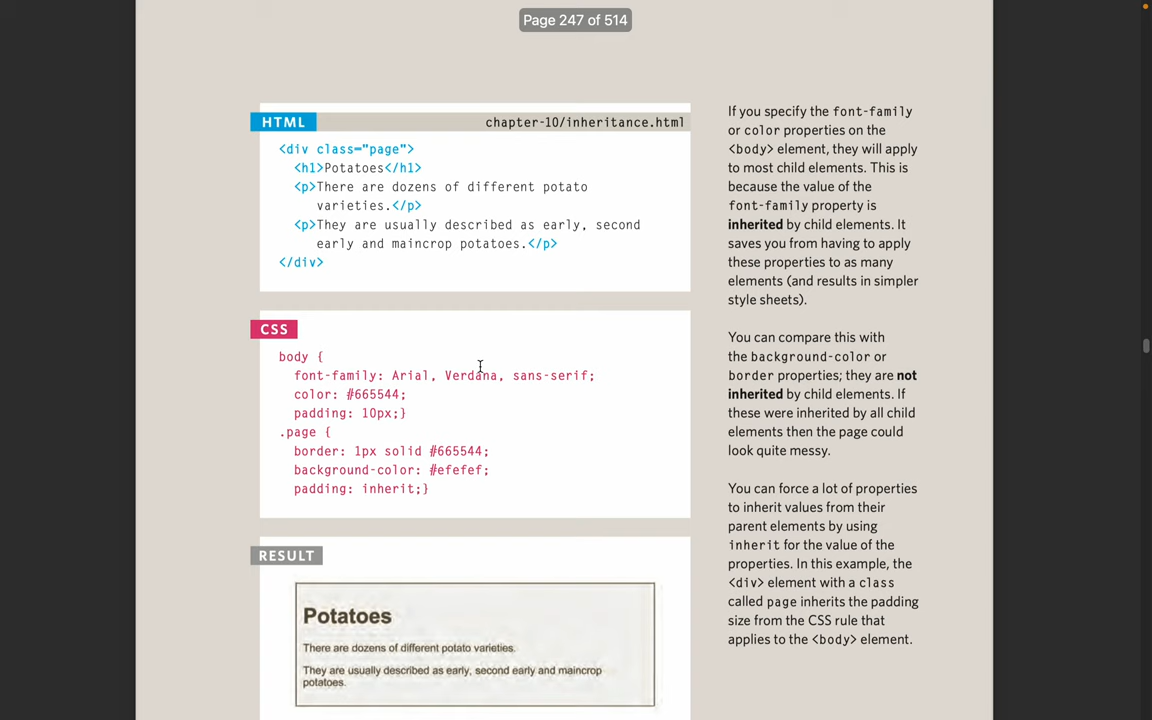 Page 247 of 514
HTML
chapter-10/inheritance.html
<div class="page">
<h1>Potatoes</h1>
<p>There are dozens of different potato
varieties.</p>
<p>They are usually described as early, second
early and maincrop potatoes.</p>
</div>
CSS
body {
font-family: Arial, Verdana, sans-serif;
color: #665544;
padding: 10px;}
.page {
border: 1px solid #665544;
background-color: #efefef;
padding: inherit;}
RESULT
Potatoes
There are dozens of different potato varieties.
They are usually described as early, second early and maincrop
potatoes.
If you specify the font-family
or color properties on the
<body> element, they will apply
to most child elements. This is
because the value of the
font-family property is
inherited by child elements. It
saves you from having to apply
these properties to as many
elements (and results in simpler
style sheets).
You can compare this with
the background-color or
border properties; they are not
inherited by child elements. If
these were inherited by all child
elements then the page could
look quite messy.
You can force a lot of properties
to inherit values from their
parent elements by using
inherit for the value of the
properties. In this example, the
<div> element with a class
called page inherits the padding
size from the CSS rule that
applies to the <body> element.